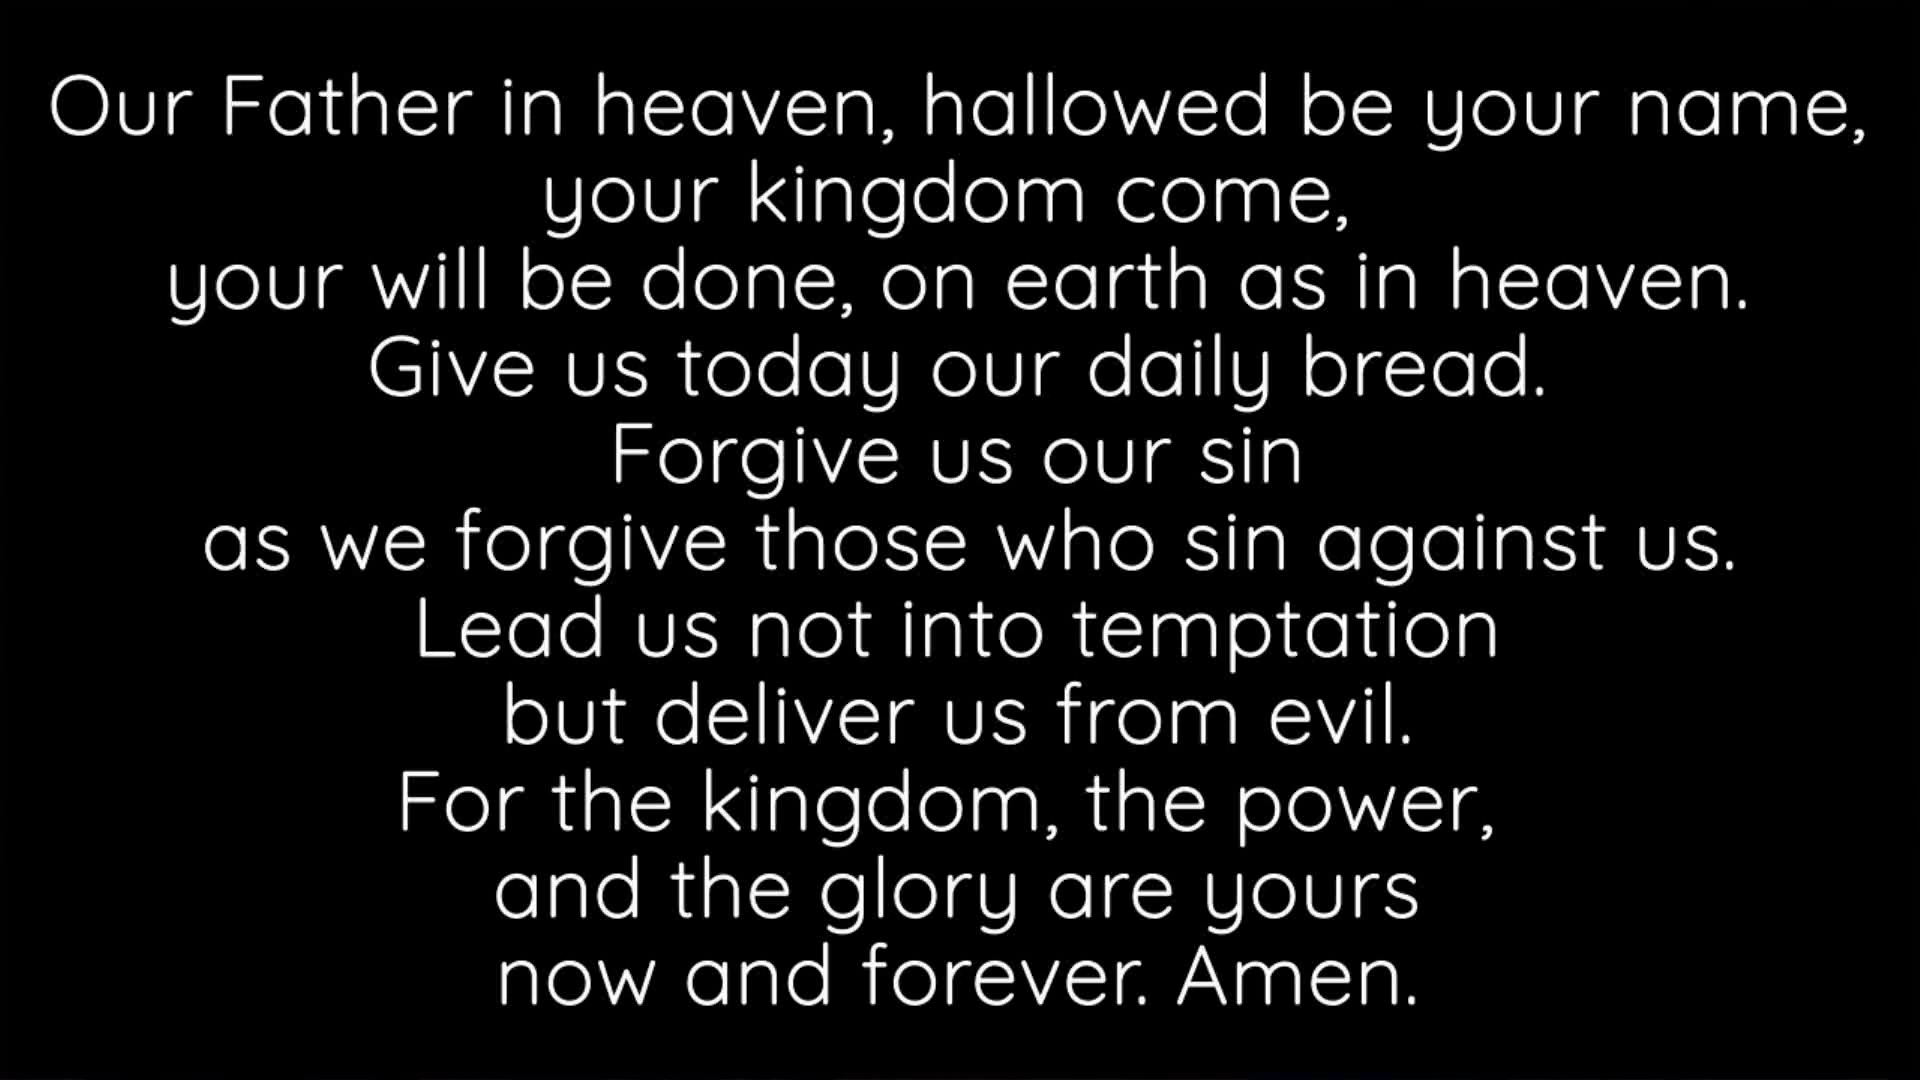 Our Father in heaven, hallowed be your name,
your kingdom come,
your will be done, on earth as in heaven.
Give us today our daily bread.
Forgive us our sin
as we forgive those who sin against us.
Lead us not into temptation
but deliver us from evil.
For the kingdom, the power,
and the glory are yours
now and forever. Amen.